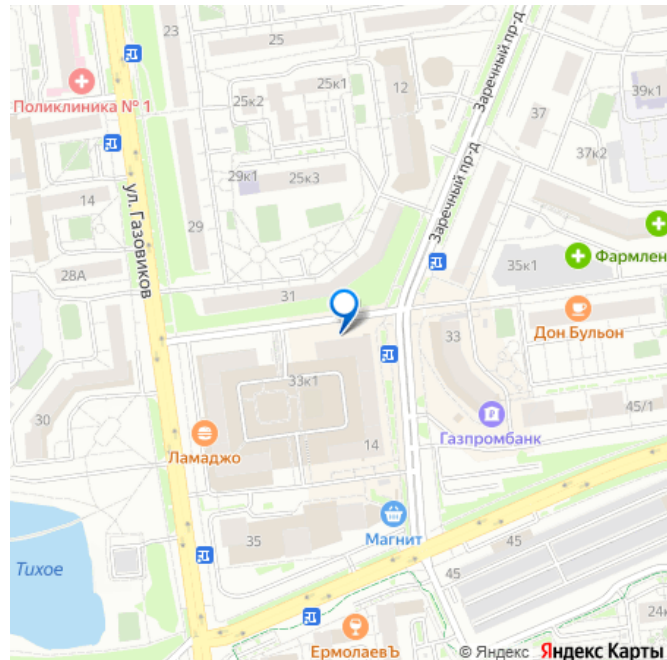 23
25
12
39к1
Поликлиника № 1
25к1
25к2
Заречный пр-д
37
37к2
29к1
25к3
14
ул. Газовиков
29
Заречный пр-д
28А
35к1
Фармлен
31
33
Дон Бульон
33к1
30
45/1
Ламаджо
14
Газпромбанк
35
Магнит
45
45
Тихое
24к
ЕрмолаевЪ
© Яндекс Яндекс Карты